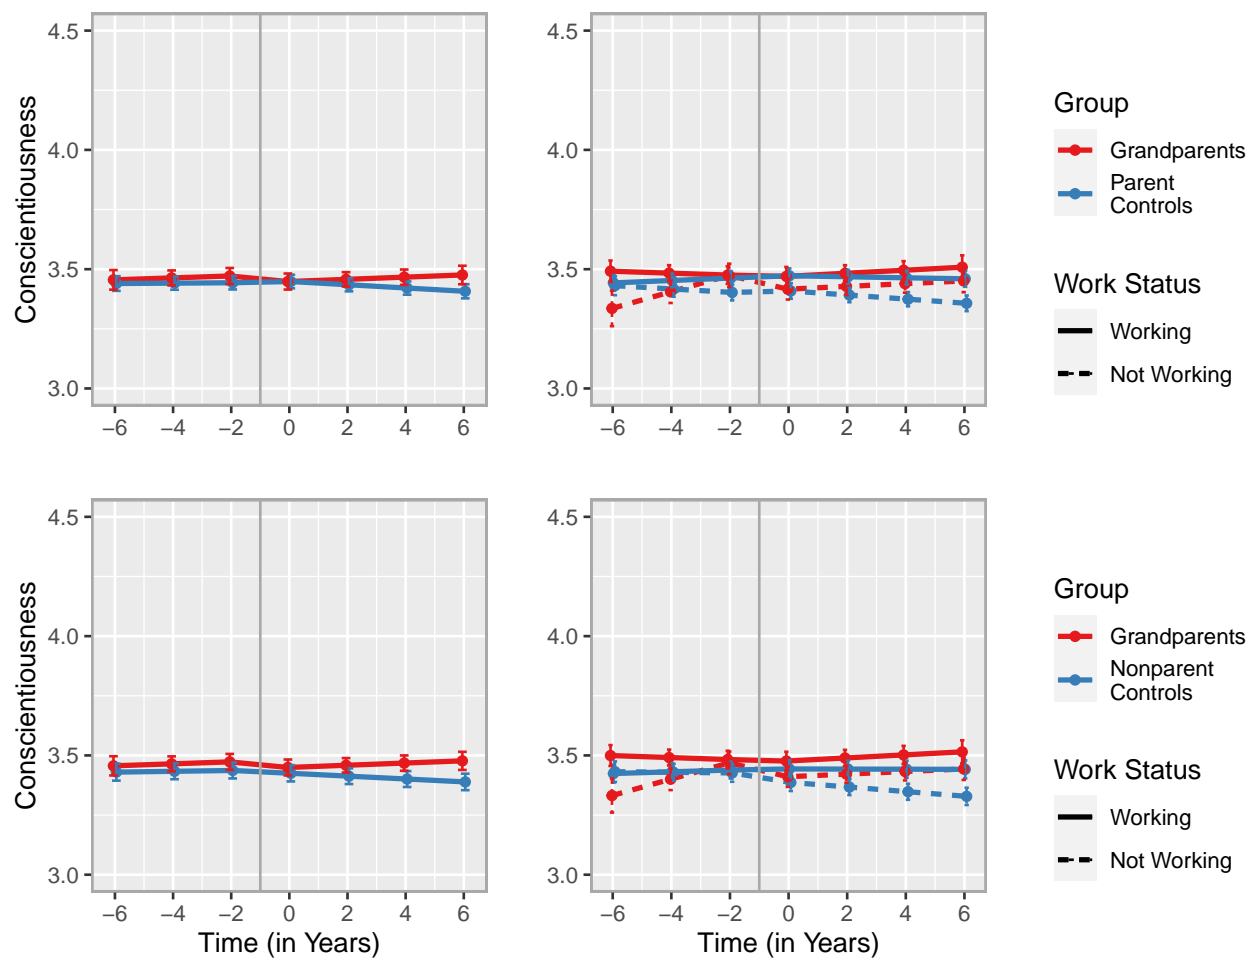 4.5
4.0
3.5
3.0
Conscientiousness
−6 −4 −2 0 2 4 6
4.5
4.0
3.5
3.0
−6 −4 −2 0 2 4 6
Group
Grandparents
Parent
Controls
Work Status
Working
Not Working
4.5
4.0
3.5
3.0
Conscientiousness
−6 −4 −2 0 2 4 6
Time (in Years)
4.5
4.0
3.5
3.0
−6 −4 −2 0 2 4 6
Time (in Years)
Group
Grandparents
Nonparent
Controls
Work Status
Working
Not Working